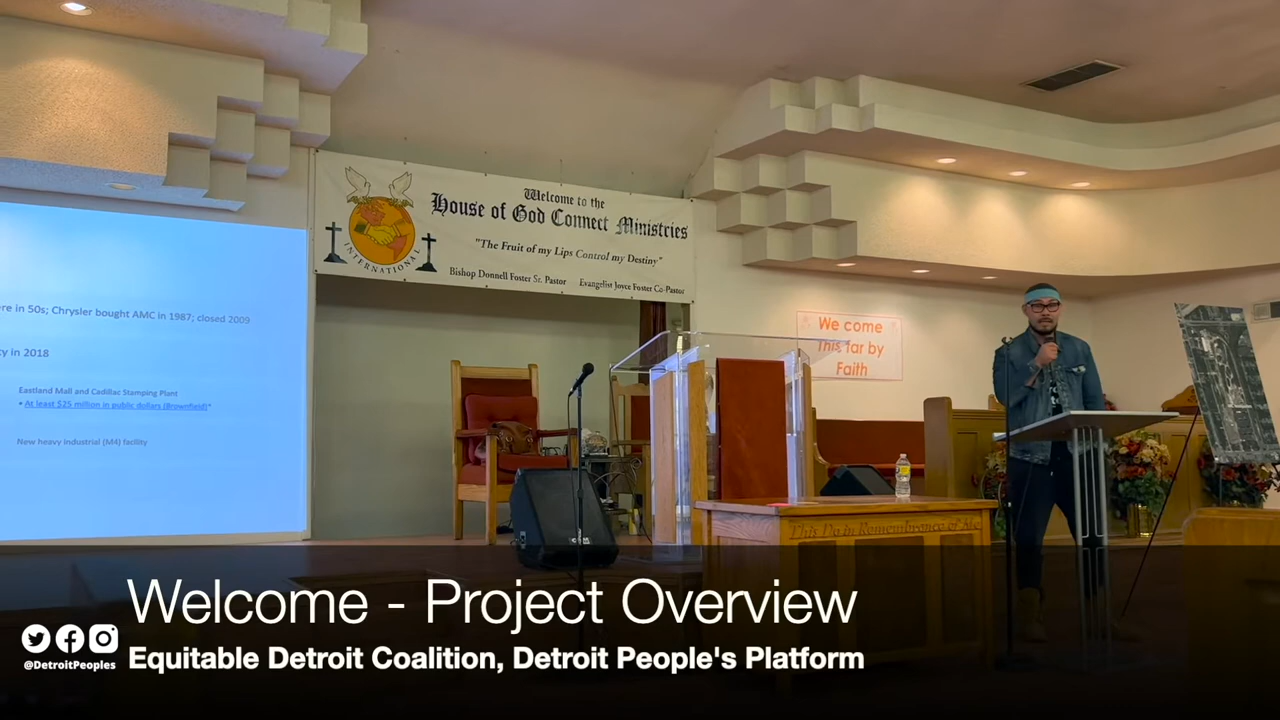 Welcome to the
House of God Connect Ministries
"The Fruit of my Lips Control my Destiny"
Bishop Donnell Foster Sr. Pastor Evangelist Joyce Foster Co-Pastor
INTERNATIONAL
re in 50s; Chrysler bought AMC in 1987; closed 2009
y in 2018
Eastland Mall and Cadillac Stamping Plant
• At least $25 million in public dollars (Brownfield)*
New heavy industrial (M4) facility
We come
This far by
Faith
This Do in Remembrance of Me
Welcome - Project Overview
@DetroitPeoples
Equitable Detroit Coalition, Detroit People's Platform